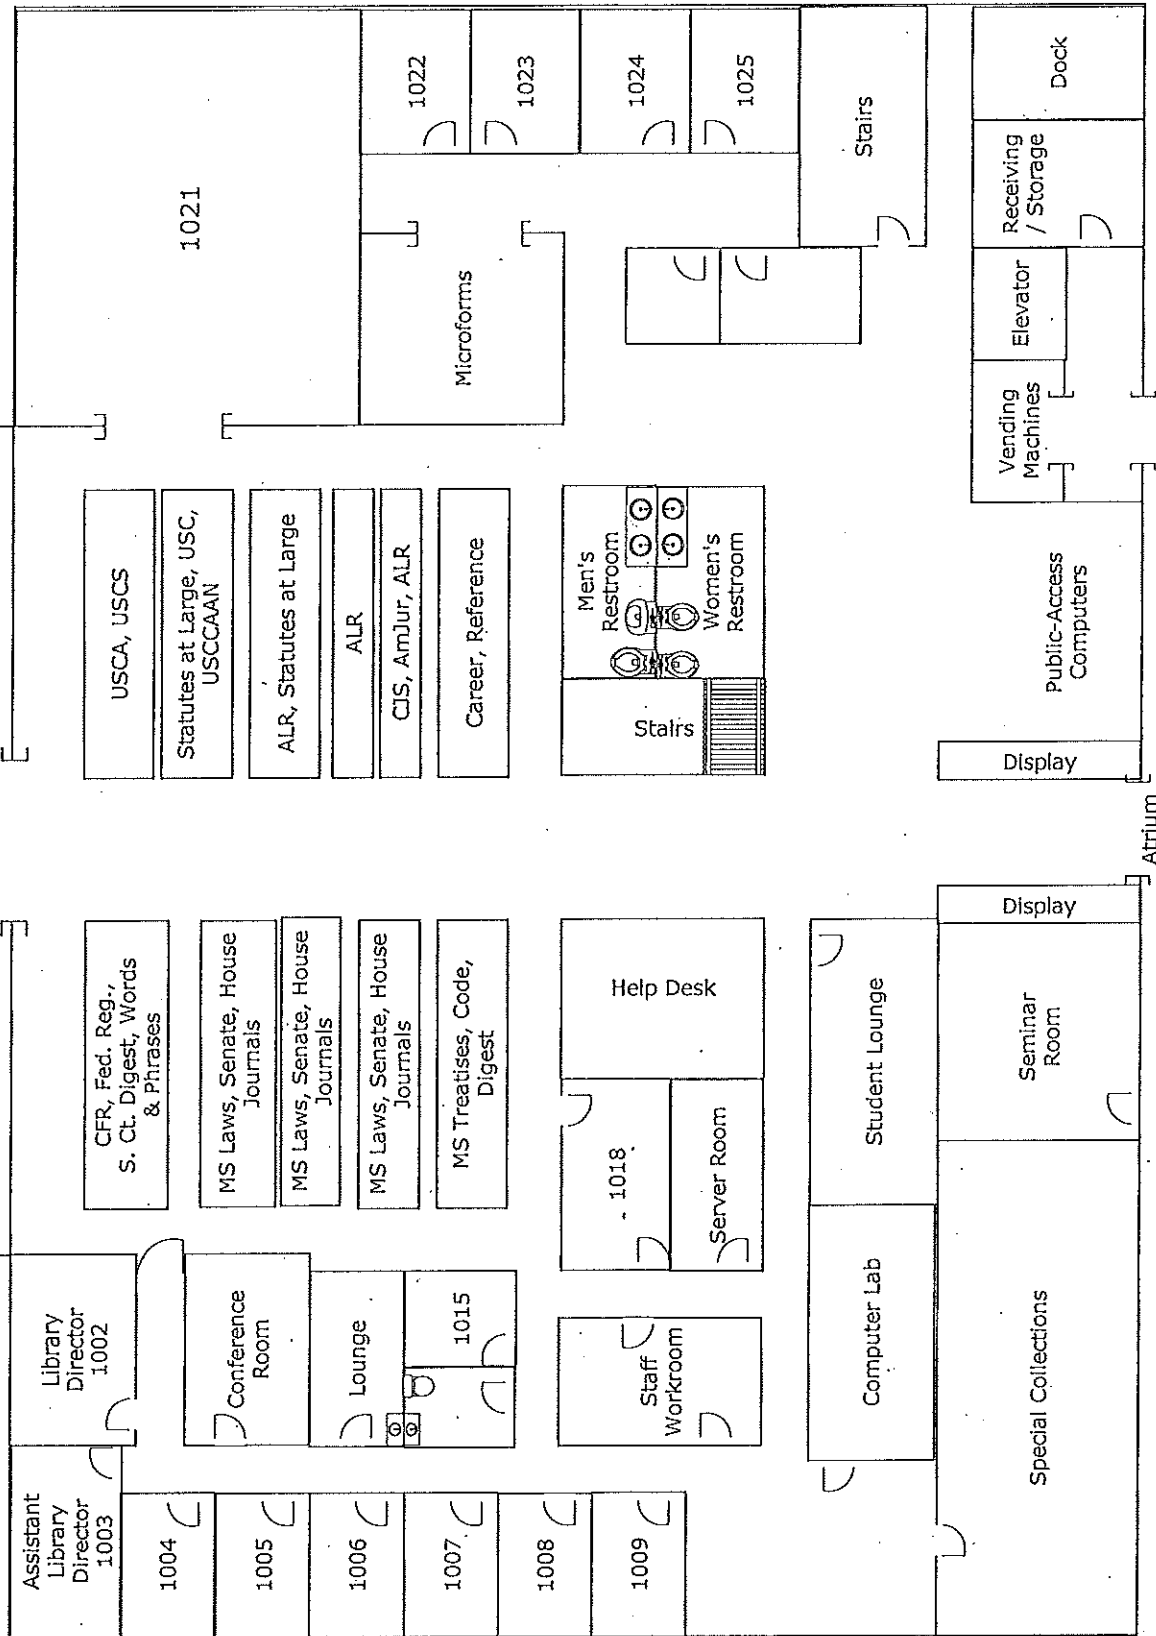 Assistant
Library
Director
1003
Library
Director
1002
1004
1005
1006
1007
1008
1009
Conference
Room
Lounge
1015
Staff
Workroom
1018
Server Room
Help Desk
Computer Lab
Student Lounge
Special Collections
Seminar
Room
Display
CFR, Fed. Reg.,
S. Ct. Digest, Words
& Phrases
MS Laws, Senate, House
Journals
MS Laws, Senate, House
Journals
MS Laws, Senate, House
Journals
MS Treatises, Code,
Digest
Atrium
USCA, USCS
Statutes at Large, USC,
USCCAAN
ALR, Statutes at Large
ALR
CJS, AmJur, ALR
Career, Reference
Stairs
Men's
Restroom
Women's
Restroom
Display
Public-Access
Computers
Vending
Machines
Elevator
Receiving
/ Storage
Dock
1021
Microforms
1022
1023
1024
1025
Stairs